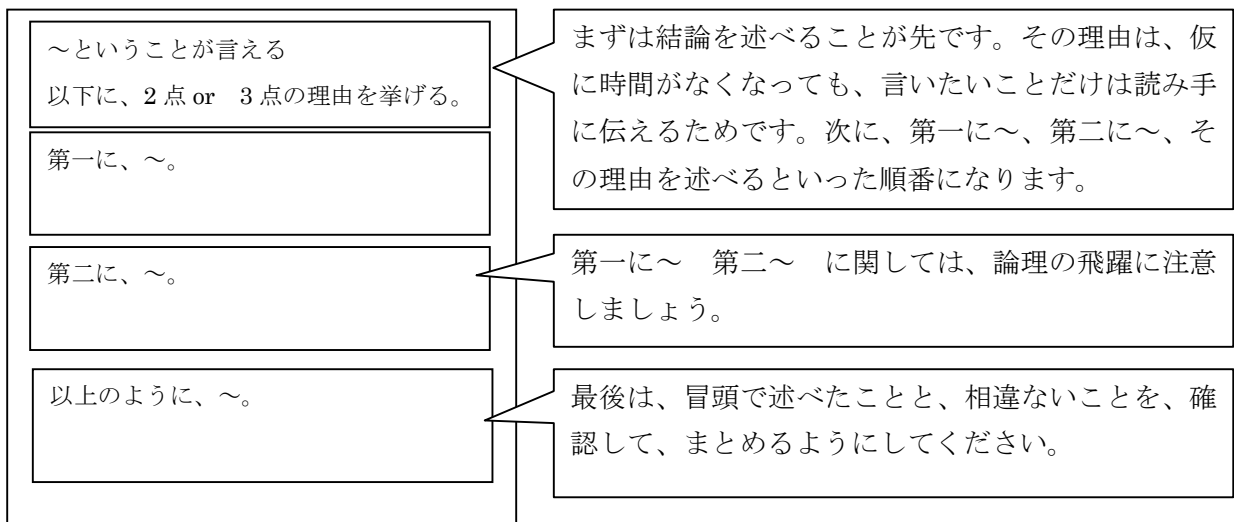 ～ということが言える
以下に、2 点 or　3 点の理由を挙げる。
まずは結論を述べることが先です。その理由は、仮
に時間がなくなっても、言いたいことだけは読み手
に伝えるためです。次に、第一に～、第二に～、そ
の理由を述べるといった順番になります。
第一に、～。
第二に、～。
第一に～　第二～　に関しては、論理の飛躍に注意
しましょう。
以上のように、～。
最後は、冒頭で述べたことと、相違ないことを、確
認して、まとめるようにしてください。